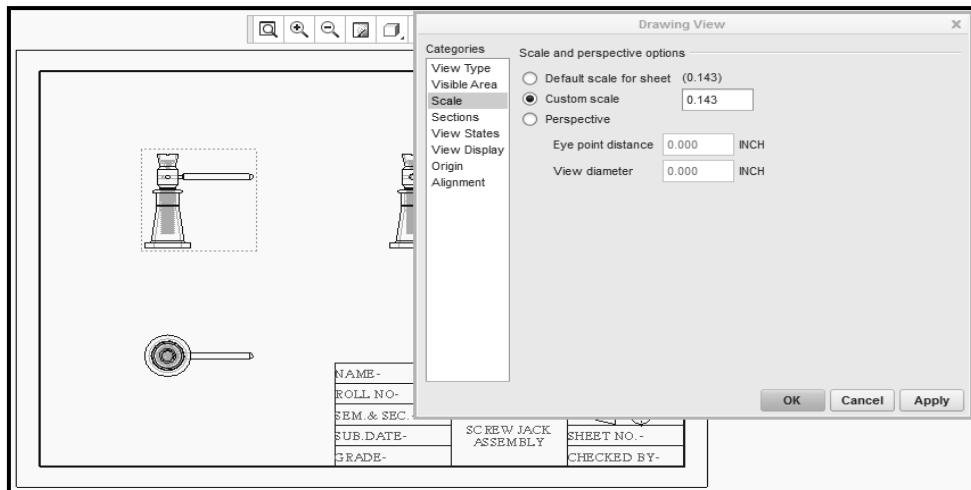 Drawing View
Categories
View Type
Visible Area
Scale
Sections
View States
View Display
Origin
Alignment
Scale and perspective options
Default scale for sheet (0.143)
Custom scale 0.143
Perspective
Eye point distance 0.000 INCH
View diameter 0.000 INCH
OK Cancel Apply
NAME-
ROLL NO-
SEM.& SEC.-
SUB.DATE-
GRADE-
SCREW JACK
ASSEMBLY
SHEET NO.-
CHECKED BY-